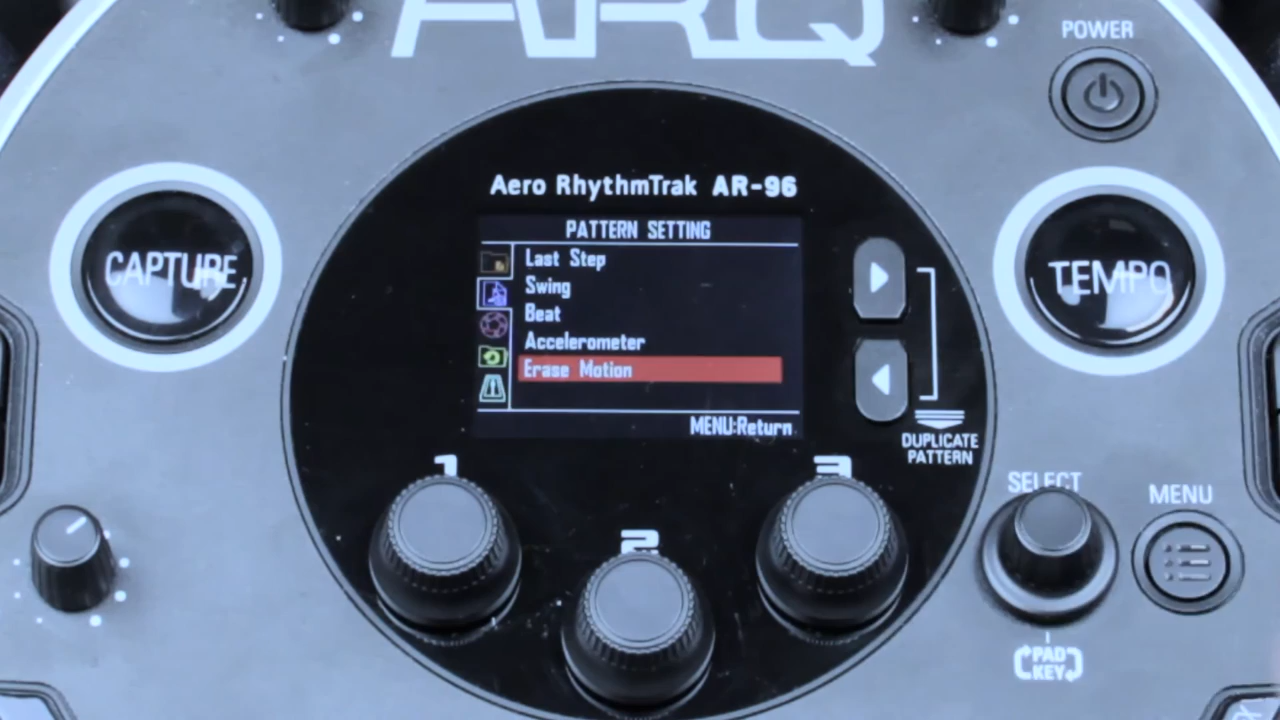 ARQ
POWER
Aero RhythmTrak AR-96
PATTERN SETTING
Last Step
Swing
Beat
Accelerometer
Erase Motion
MENU:Return
CAPTURE
TEMPO
DUPLICATE
PATTERN
1
2
3
SELECT
MENU
PAD
KEY